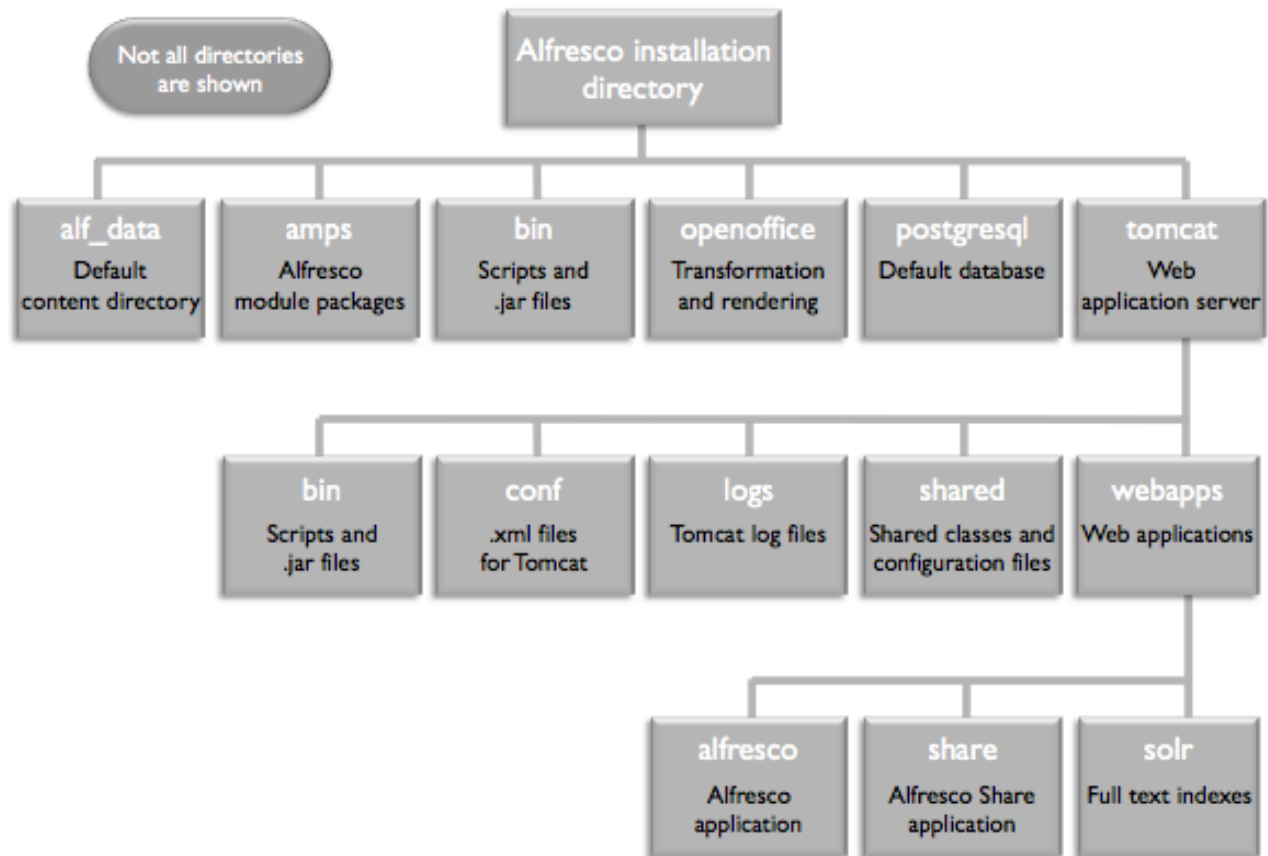 Not all directories
are shown
Alfresco installation
directory
alf_data
Default
content directory
amps
Alfresco
module packages
bin
Scripts and
.jar files
openoffice
Transformation
and rendering
postgresql
Default database
tomcat
Web
application server
bin
Scripts and
.jar files
conf
.xml files
for Tomcat
logs
Tomcat log files
shared
Shared classes and
configuration files
webapps
Web applications
alfresco
Alfresco
application
share
Alfresco Share
application
solr
Full text indexes